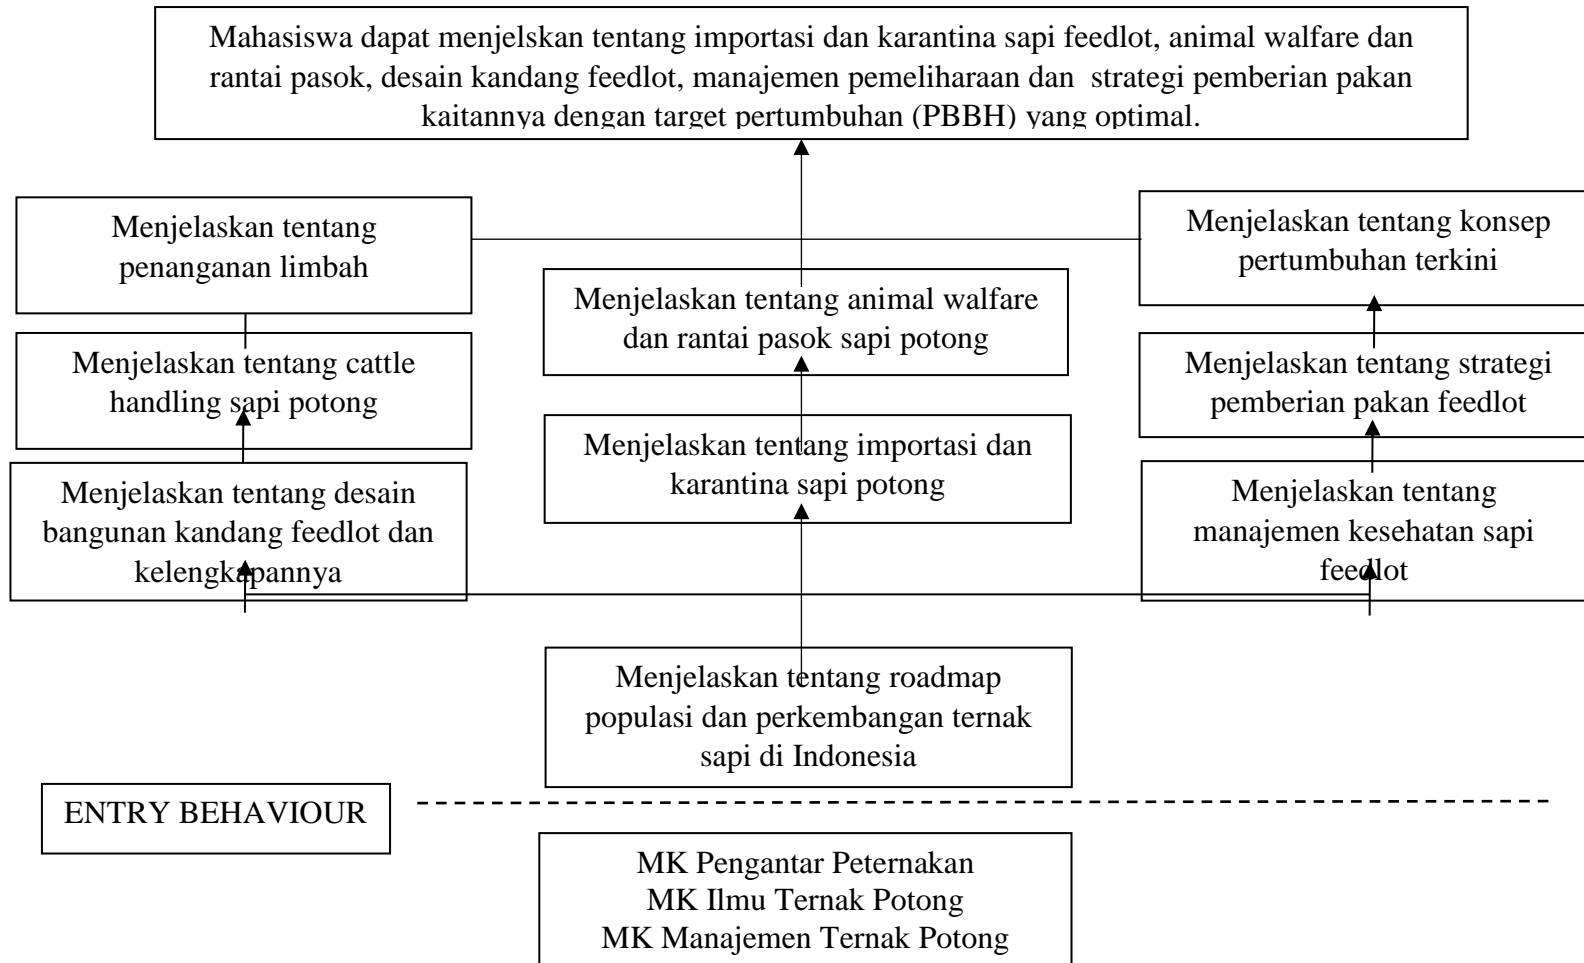 Mahasiswa dapat menjelskan tentang importasi dan karantina sapi feedlot, animal walfare dan
rantai pasok, desain kandang feedlot, manajemen pemeliharaan dan strategi pemberian pakan
kaitannya dengan target pertumbuhan (PBBH) yang optimal.
Menjelaskan tentang
penanganan limbah
Menjelaskan tentang konsep
pertumbuhan terkini
Menjelaskan tentang animal walfare
dan rantai pasok sapi potong
Menjelaskan tentang cattle
handling sapi potong
Menjelaskan tentang strategi
pemberian pakan feedlot
Menjelaskan tentang importasi dan
karantina sapi potong
Menjelaskan tentang desain
bangunan kandang feedlot dan
kelengkapannya
Menjelaskan tentang
manajemen kesehatan sapi
feedlot
Menjelaskan tentang roadmap
populasi dan perkembangan ternak
sapi di Indonesia
ENTRY BEHAVIOUR
MK Pengantar Peternakan
MK Ilmu Ternak Potong
MK Manajemen Ternak Potong